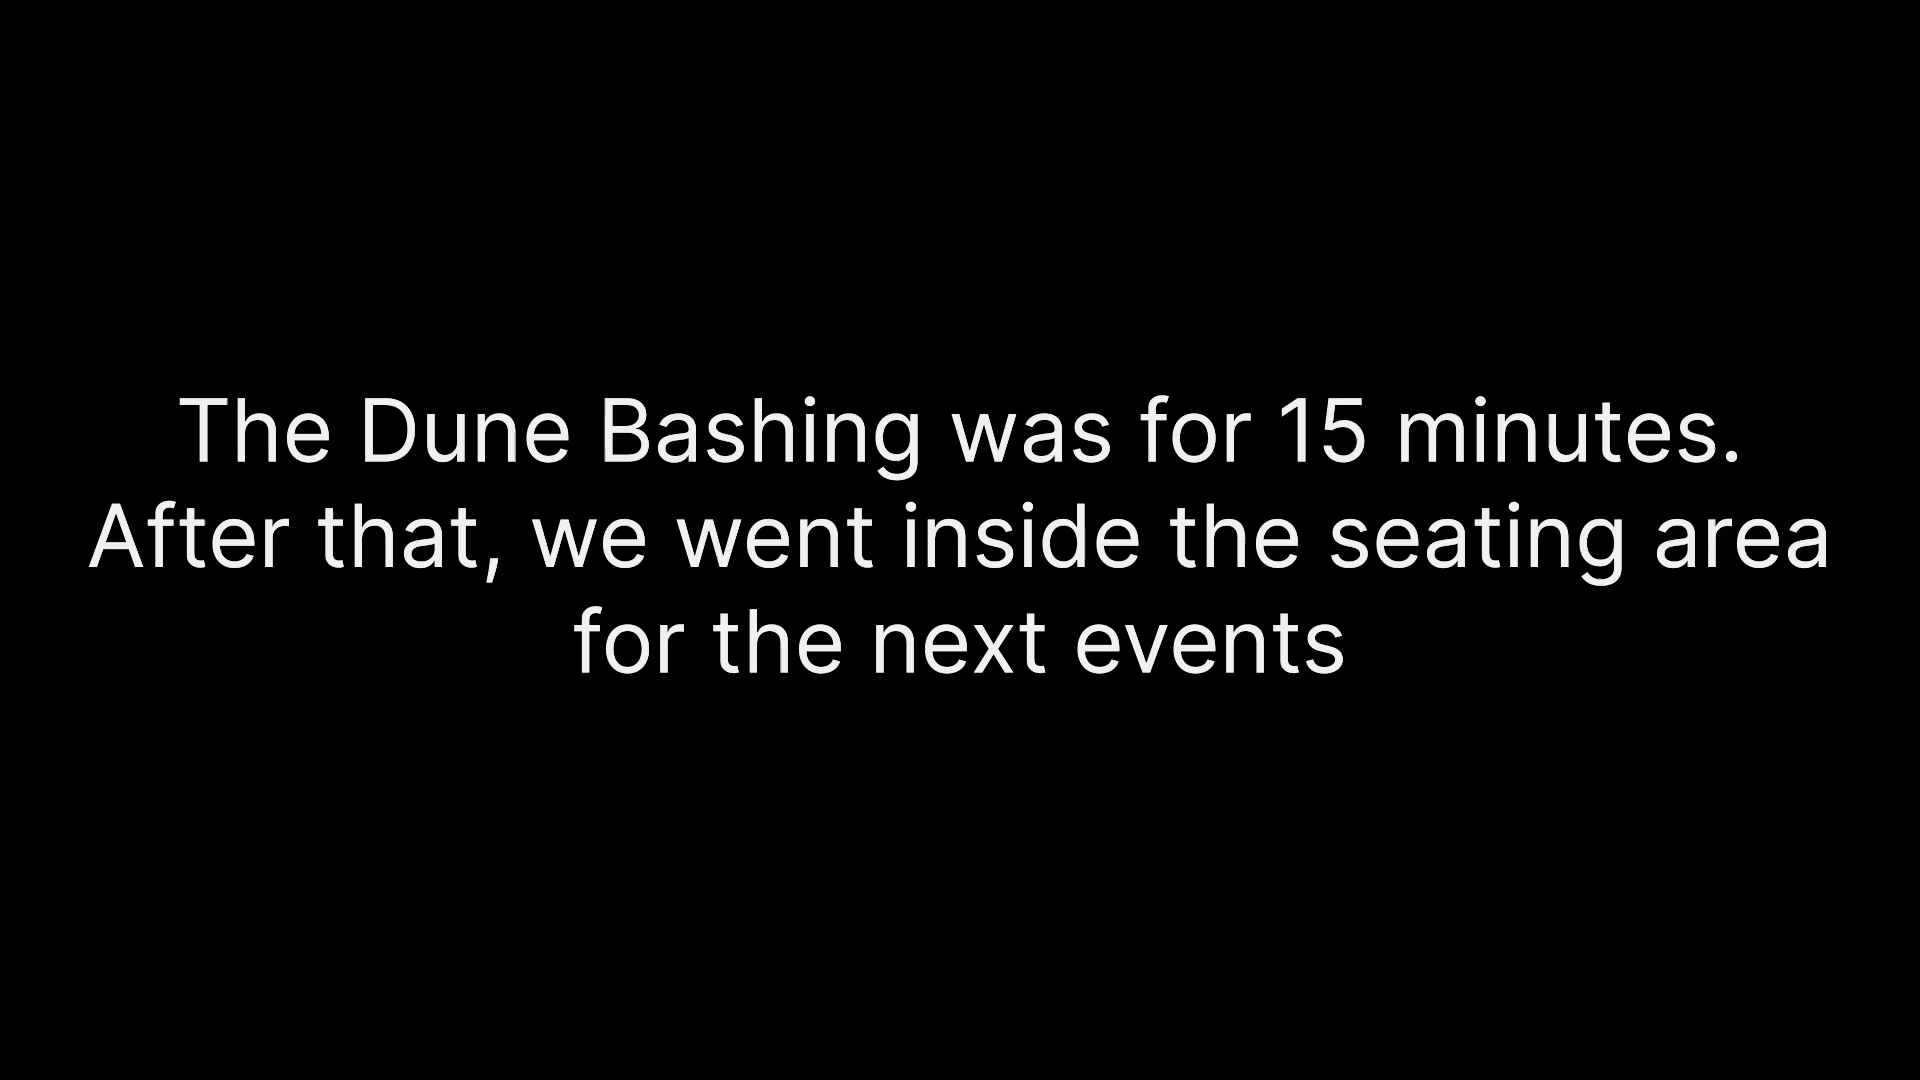 The Dune Bashing was for 15 minutes.
After that, we went inside the seating area
for the next events